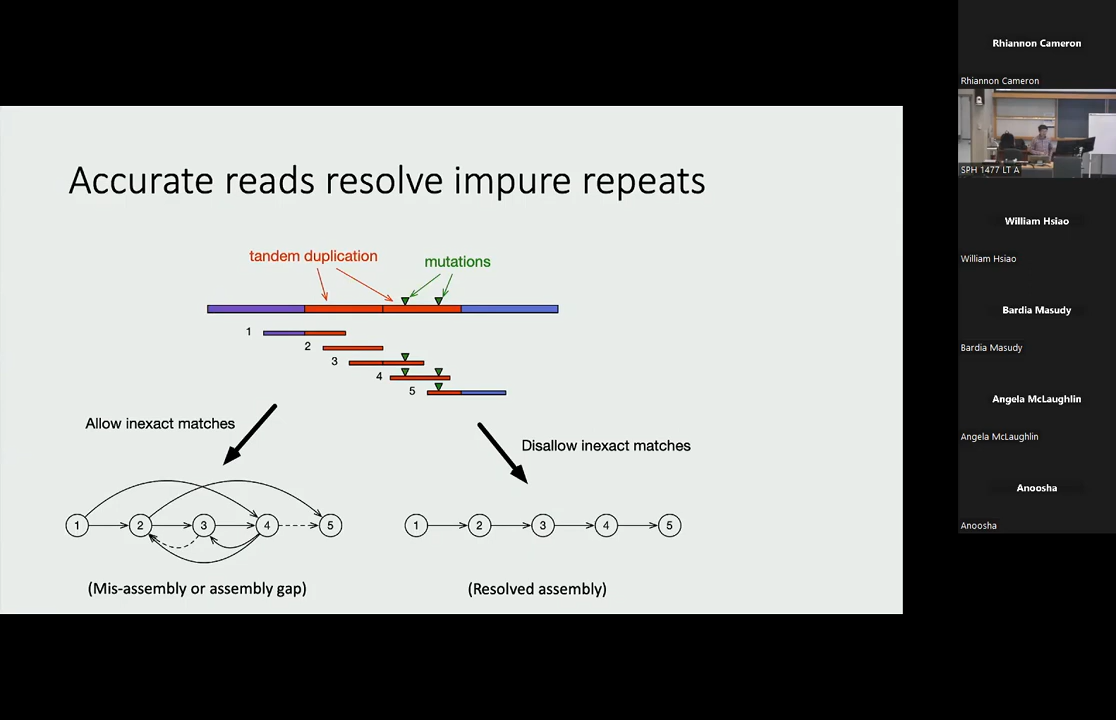 Accurate reads resolve impure repeats
tandem duplication
mutations
1
2
3
4
5
Allow inexact matches
Disallow inexact matches
1 2 3 4 5
1 2 3 4 5
(Mis-assembly or assembly gap)
(Resolved assembly)
Rhiannon Cameron
Rhiannon Cameron
SPH 1477 LT A
William Hsiao
William Hsiao
Bardia Masudy
Bardia Masudy
Angela McLaughlin
Angela McLaughlin
Anoosha
Anoosha